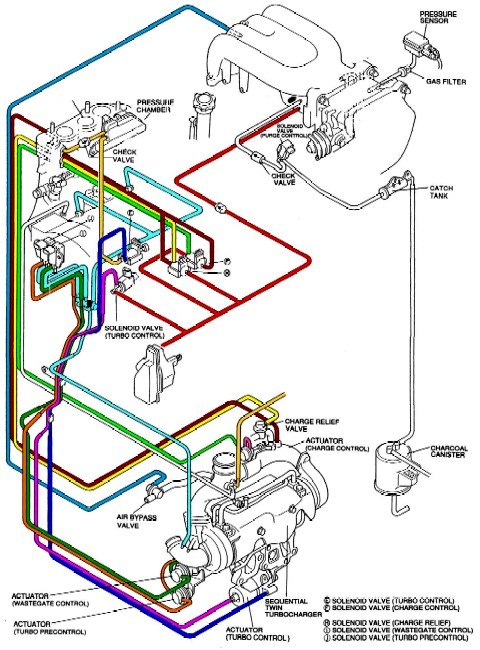 PRESSURE
SENSOR
GAS FILTER
PRESSURE
CHAMBER
SOLENOID
VALVE
(PURGE CONTROL)
CHECK
VALVE
CHECK
VALVE
CATCH
TANK
SOLENOID VALVE
(TURBO CONTROL)
CHARGE RELIEF
VALVE
ACTUATOR
(CHARGE CONTROL)
CHARCOAL
CANISTER
AIR BYPASS
VALVE
ACTUATOR
(WASTEGATE CONTROL)
ACTUATOR
(TURBO PRECONTROL)
ACTUATOR
(TURBO CONTROL)
SEQUENTIAL
TWIN
TURBOCHARGER
SOLENOID VALVE (TURBO CONTROL)
F SOLENOID VALVE (CHARGE CONTROL)
H SOLENOID VALVE (CHARGE RELIEF)
I SOLENOID VALVE (WASTEGATE CONTROL)
J SOLENOID VALVE (TURBO PRECONTROL)